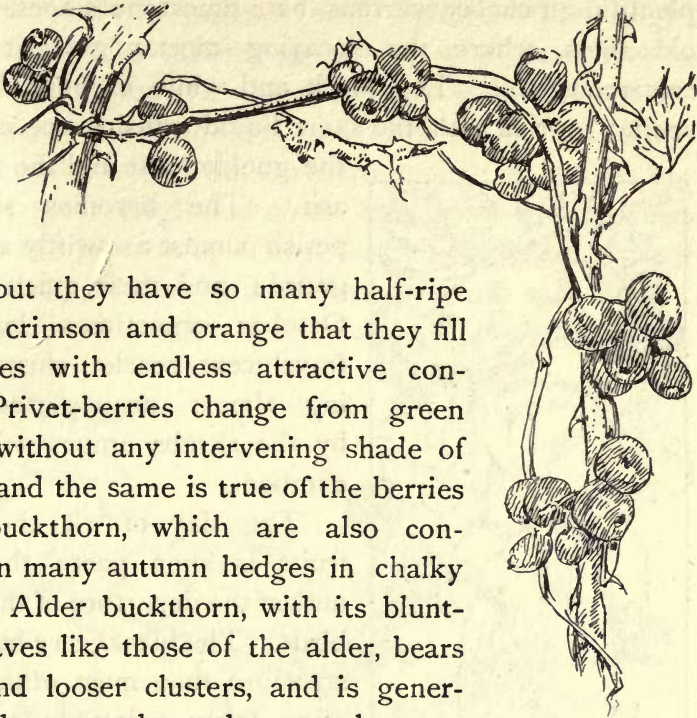 out they have so many half-ripe
crimson and orange that they fill
es with endless attractive con-
Privet-berries change from green
without any intervening shade of
and the same is true of the berries
uckthorn, which are also con-
n many autumn hedges in chalky
Alder buckthorn, with its blunt-
aves like those of the alder, bears
nd looser clusters, and is gener-